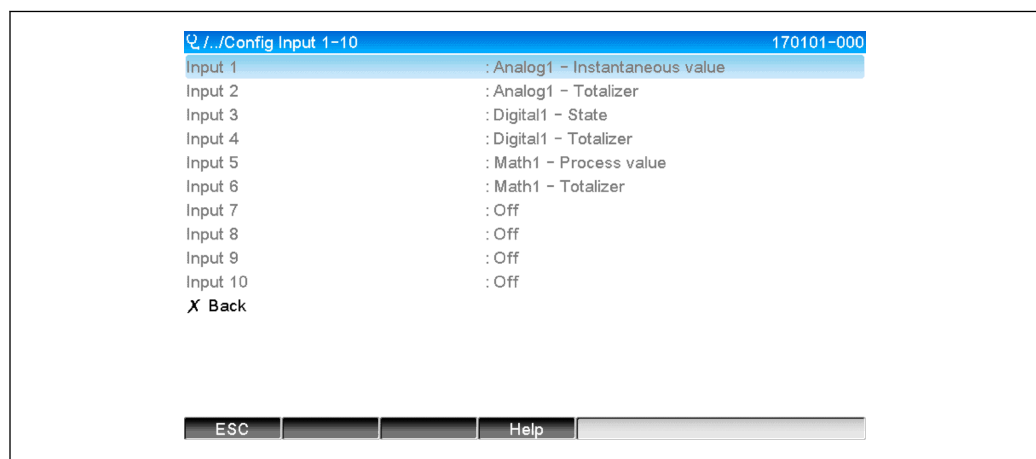 /../Config Input 1-10 170101-000
Input 1 : Analog1 - Instantaneous value
Input 2 : Analog1 - Totalizer
Input 3 : Digital1 - State
Input 4 : Digital1 - Totalizer
Input 5 : Math1 - Process value
Input 6 : Math1 - Totalizer
Input 7 : Off
Input 8 : Off
Input 9 : Off
Input 10 : Off
X Back
ESC Help